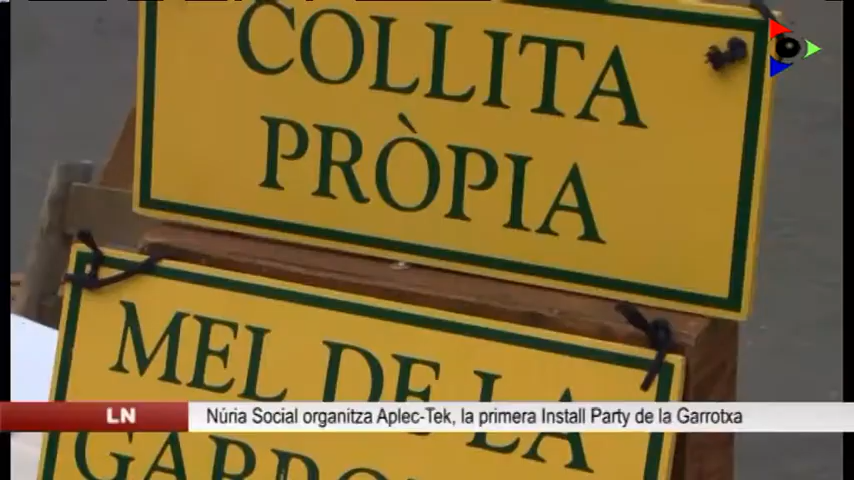 COLLITA
PRÒPIA
MEL DE LA
LN Núria Social organitza Aplec-Tek, la primera Install Party de la Garrotxa